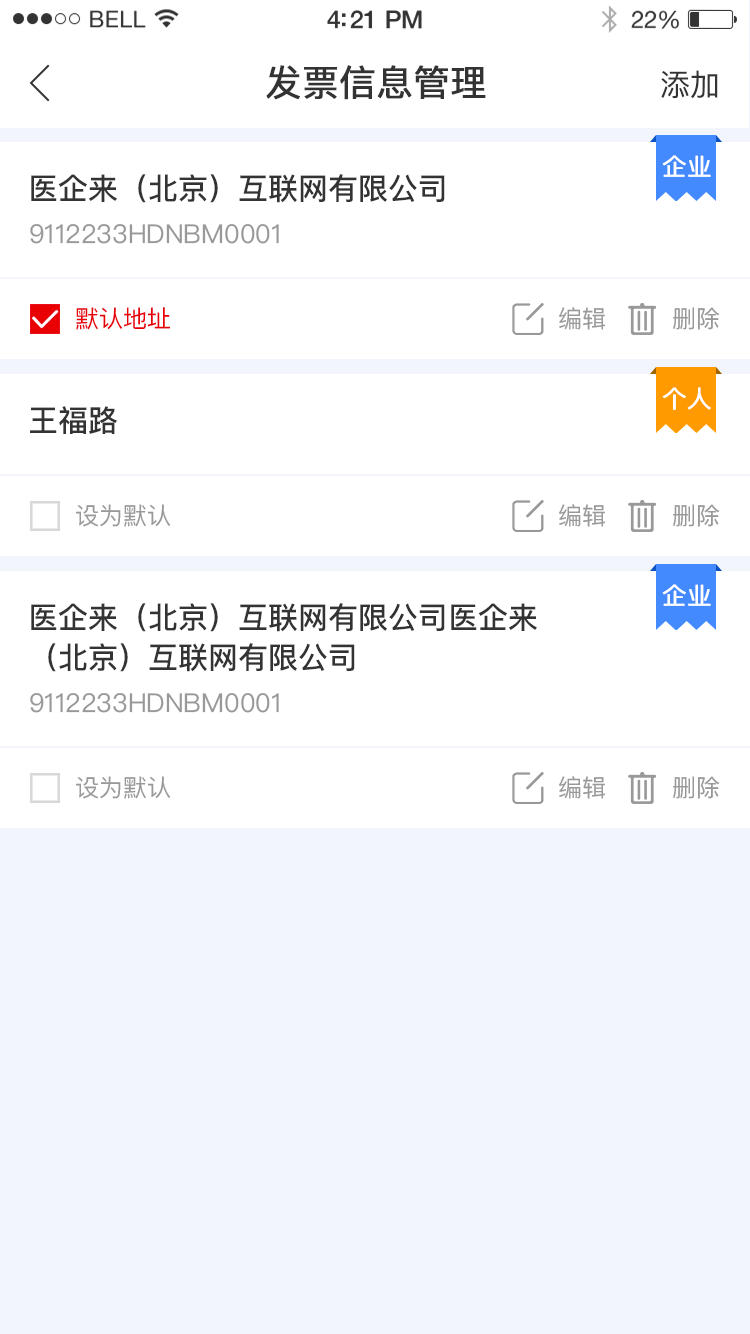 BELL 4:21 PM 22%
发票信息管理 添加
企业
医企来（北京）互联网有限公司
9112233HDNBM0001
默认地址 编辑 删除
个人
王福路
设为默认 编辑 删除
企业
医企来（北京）互联网有限公司医企来
（北京）互联网有限公司
9112233HDNBM0001
设为默认 编辑 删除